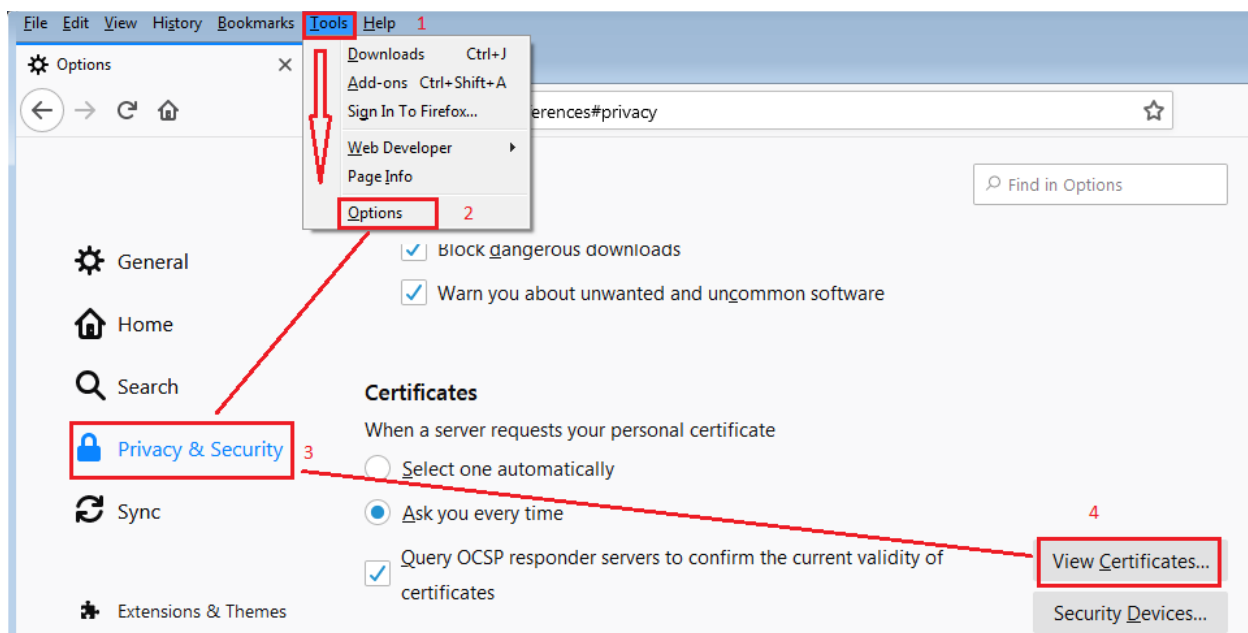 File Edit View History Bookmarks Tools Help 1
Options
Downloads Ctrl+J
Add-ons Ctrl+Shift+A
Sign In To Firefox...
Web Developer
Page Info
Options 2
erences#privacy
Find in Options
General
Home
Search
Privacy & Security 3
Sync
Extensions & Themes
Block dangerous downloads
Warn you about unwanted and uncommon software
Certificates
When a server requests your personal certificate
Select one automatically
Ask you every time
Query OCSP responder servers to confirm the current validity of
certificates
4
View Certificates...
Security Devices...